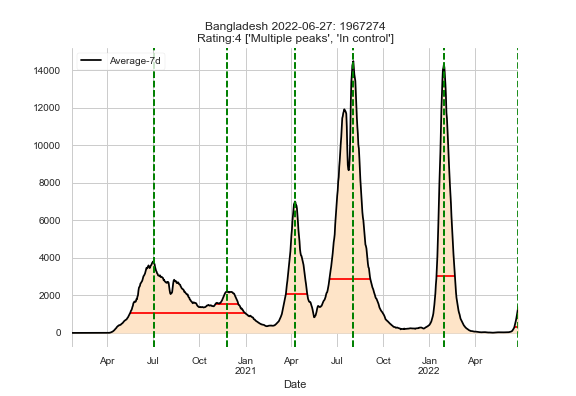 Bangladesh 2022-06-27: 1967274
Rating:4 ['Multiple peaks', 'In control']
Average-7d
14000
12000
10000
8000
6000
4000
2000
0
Apr Jul Oct Jan Apr Jul Oct Jan Apr
2021 2022
Date